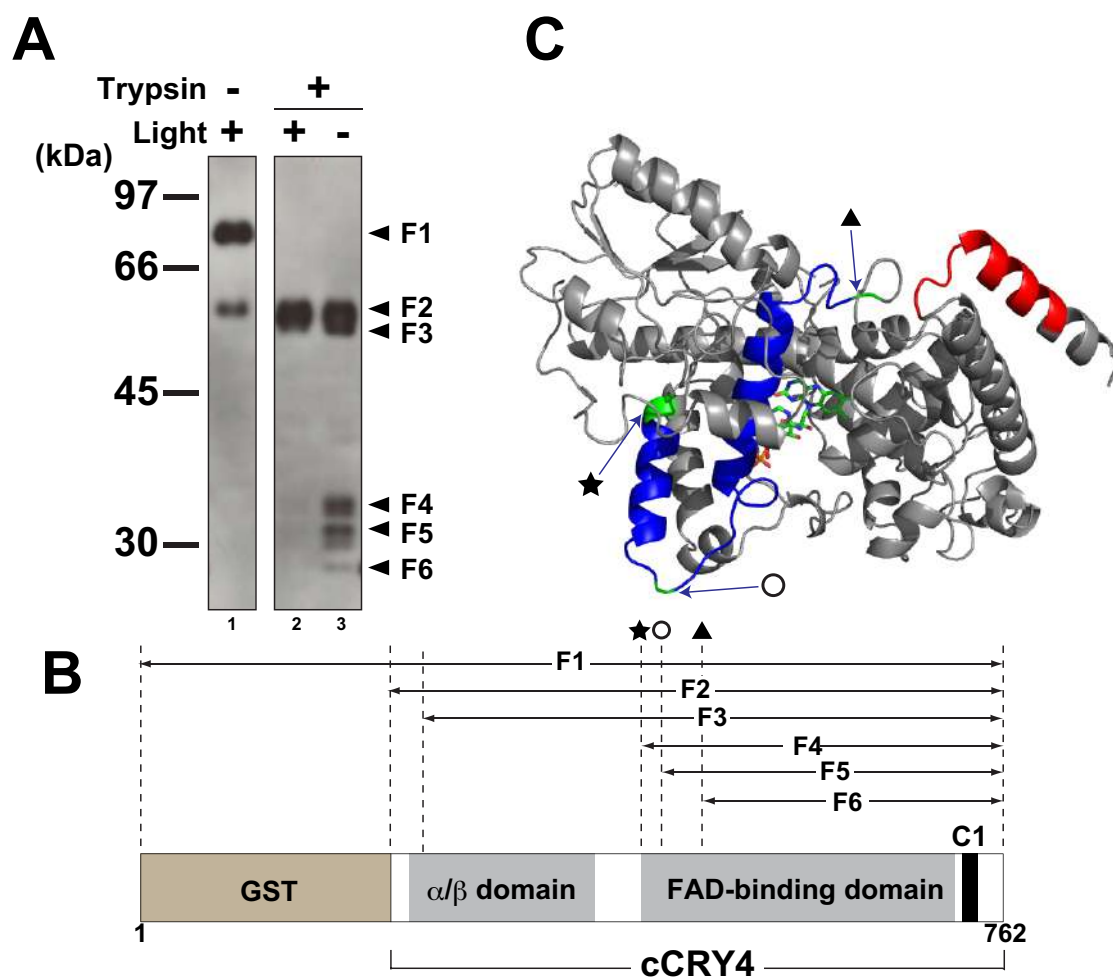 A
Trypsin - +
Light + + -
(kDa)
97
66
45
30
F1
F2
F3
F4
F5
F6
1 2 3
C
B
F1
F2
F3
F4
F5
F6
C1
GST
α/β domain
FAD-binding domain
1
762
cCRY4